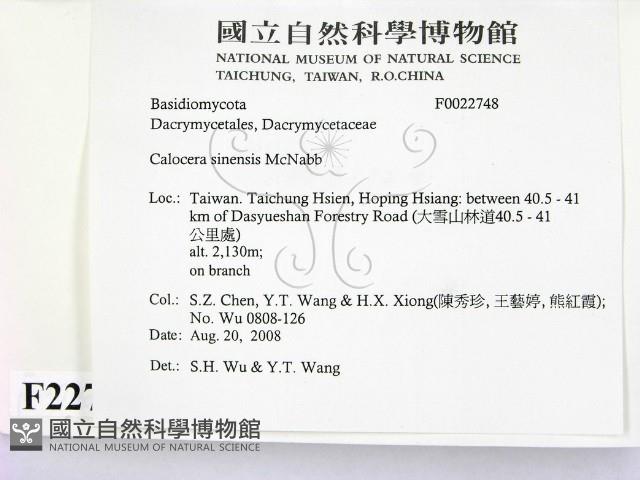 國立自然科學博物館
NATIONAL MUSEUM OF NATURAL SCIENCE
TAICHUNG, TAIWAN, R.O.CHINA
Basidiomycota F0022748
Dacrymycetales, Dacrymycetaceae
Calocera sinensis McNabb
Loc.: Taiwan. Taichung Hsien, Hoping Hsiang: between 40.5 - 41
km of Dasyueshan Forestry Road (大雪山林道40.5 - 41
公里處)
alt. 2,130m;
on branch
Col.: S.Z. Chen, Y.T. Wang & H.X. Xiong(陳秀珍, 王藝婷, 熊紅霞);
No. Wu 0808-126
Date: Aug. 20, 2008
Det.: S.H. Wu & Y.T. Wang
F227
國立自然科學博物館
NATIONAL MUSEUM OF NATURAL SCIENCE